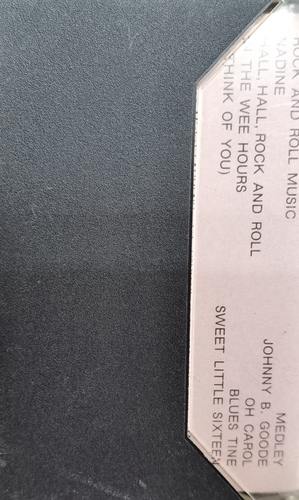 ROCK AND ROLL MUSIC
NADINE
HALL, HALL, ROCK AND ROLL
THE WEE HOURS
THINK OF YOU)
MEDLEY
JOHNNY B. GOODE
OH CAROL
BLUES TINE
SWEET LITTLE SIXTEEN